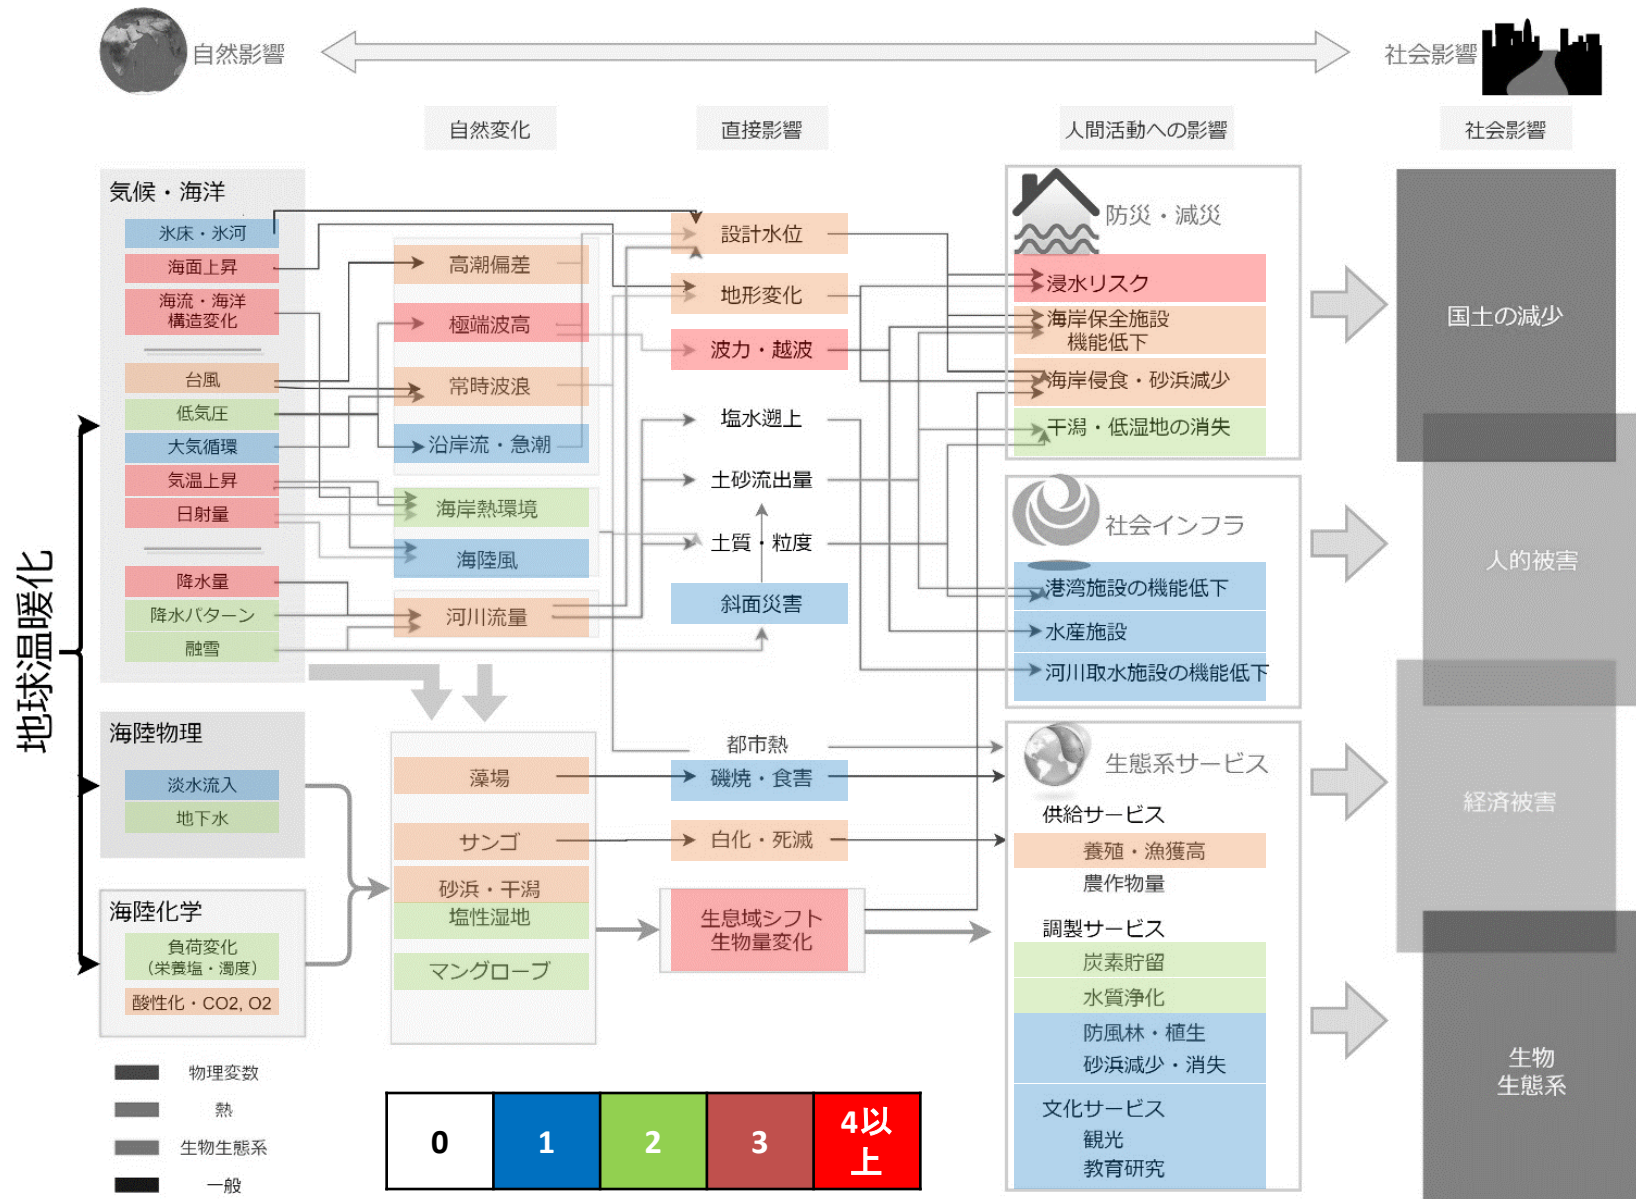 自然影響
社会影響
自然変化
直接影響
人間活動への影響
社会影響
地球温暖化
気候・海洋
氷床・氷河
海面上昇
海流・海洋
構造変化
台風
低気圧
大気循環
気温上昇
日射量
降水量
降水パターン
融雪
海陸物理
淡水流入
地下水
海陸化学
負荷変化
（栄養塩・濁度）
酸性化・CO2, O2
高潮偏差
極端波高
常時波浪
沿岸流・急潮
海岸熱環境
海陸風
河川流量
藻場
サンゴ
砂浜・干潟
塩性湿地
マングローブ
設計水位
地形変化
波力・越波
塩水遡上
土砂流出量
土質・粒度
斜面災害
都市熱
磯焼・食害
白化・死滅
生息域シフト
生物量変化
防災・減災
浸水リスク
海岸保全施設
機能低下
海岸侵食・砂浜減少
干潟・低湿地の消失
社会インフラ
港湾施設の機能低下
水産施設
河川取水施設の機能低下
生態系サービス
供給サービス
養殖・漁獲高
農作物量
調製サービス
炭素貯留
水質浄化
防風林・植生
砂浜減少・消失
文化サービス
観光
教育研究
国土の減少
人的被害
経済被害
生物
生態系
物理変数
熱
生物生態系
一般
0
1
2
3
4以
上